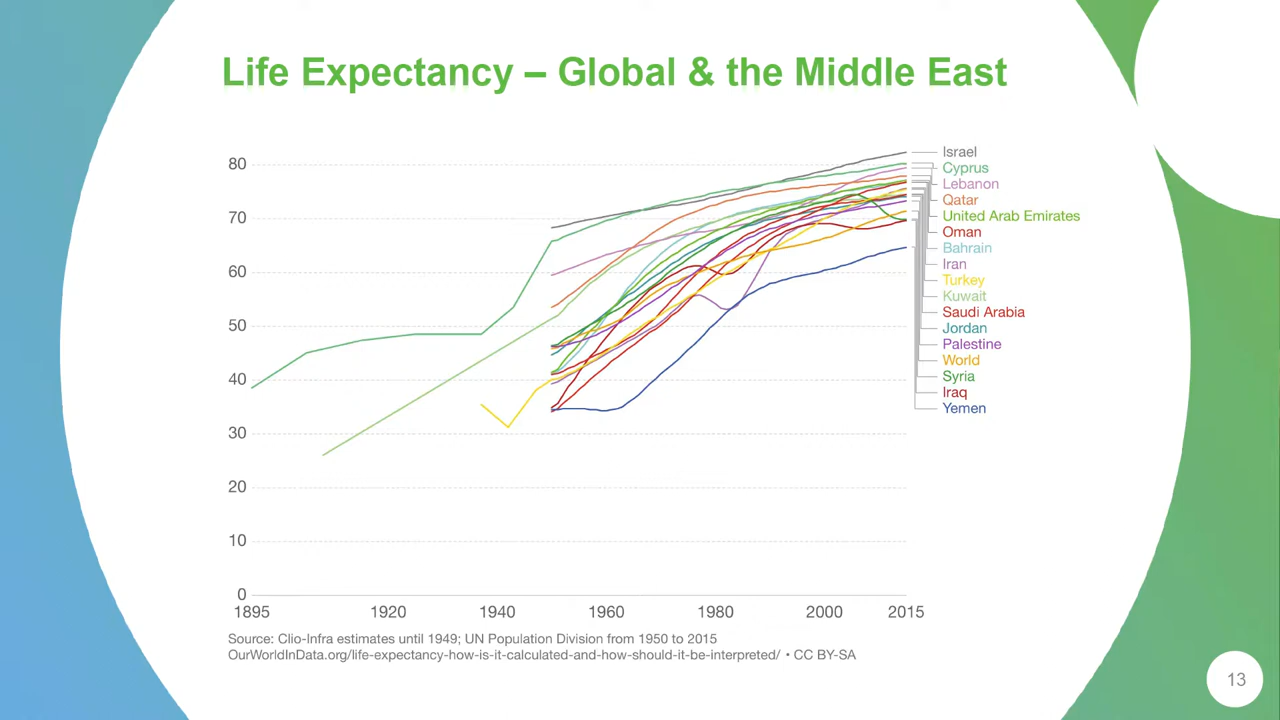 Life Expectancy – Global & the Middle East
80
70
60
50
40
30
20
10
0
1895 1920 1940 1960 1980 2000 2015
Israel
Cyprus
Lebanon
Qatar
United Arab Emirates
Oman
Bahrain
Iran
Turkey
Kuwait
Saudi Arabia
Jordan
Palestine
World
Syria
Iraq
Yemen
Source: Clio-Infra estimates until 1949; UN Population Division from 1950 to 2015
OurWorldInData.org/life-expectancy-how-is-it-calculated-and-how-should-it-be-interpreted/ • CC BY-SA
13